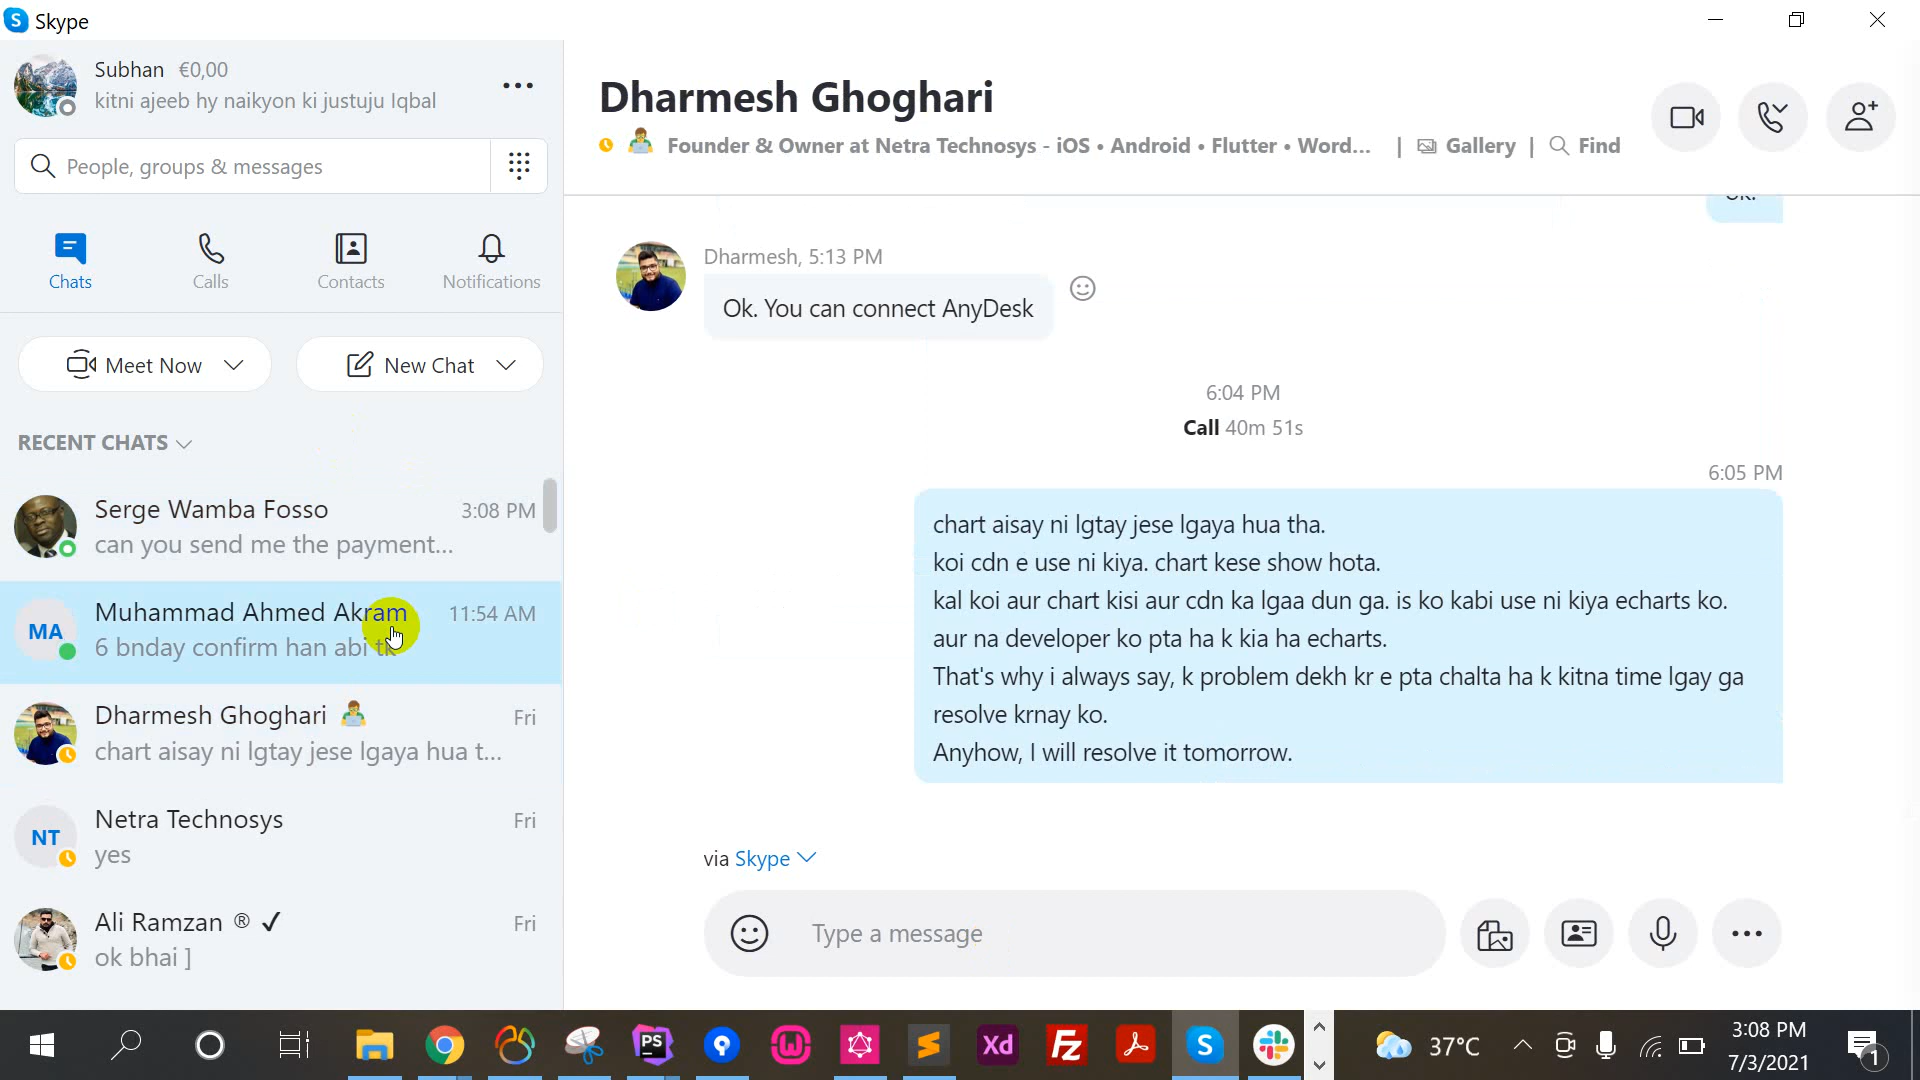 Skype
Subhan €0,00
kitni ajeeb hy naikyon ki justuju Iqbal
People, groups & messages
Chats
Calls
Contacts
Notifications
Meet Now
New Chat
RECENT CHATS
Serge Wamba Fosso 3:08 PM
can you send me the payment...
MA
Muhammad Ahmed Akram 11:54 AM
6 bnday confirm han abi tk
Dharmesh Ghoghari Fri
chart aisay ni lgtay jese lgaya hua t...
NT
Netra Technosys Fri
yes
Ali Ramzan ® ✓ Fri
ok bhai ]
Dharmesh Ghoghari
Founder & Owner at Netra Technosys - iOS • Android • Flutter • Word... | Gallery | Find
Dharmesh, 5:13 PM
Ok. You can connect AnyDesk
6:04 PM
Call 40m 51s
6:05 PM
chart aisay ni lgtay jese lgaya hua tha.
koi cdn e use ni kiya. chart kese show hota.
kal koi aur chart kisi aur cdn ka lgaa dun ga. is ko kabi use ni kiya echarts ko.
aur na developer ko pta ha k kia ha echarts.
That's why i always say, k problem dekh kr e pta chalta ha k kitna time lgay ga
resolve krnay ko.
Anyhow, I will resolve it tomorrow.
via Skype
Type a message
PS
Xd
Fz
S
37°C
3:08 PM
7/3/2021
1